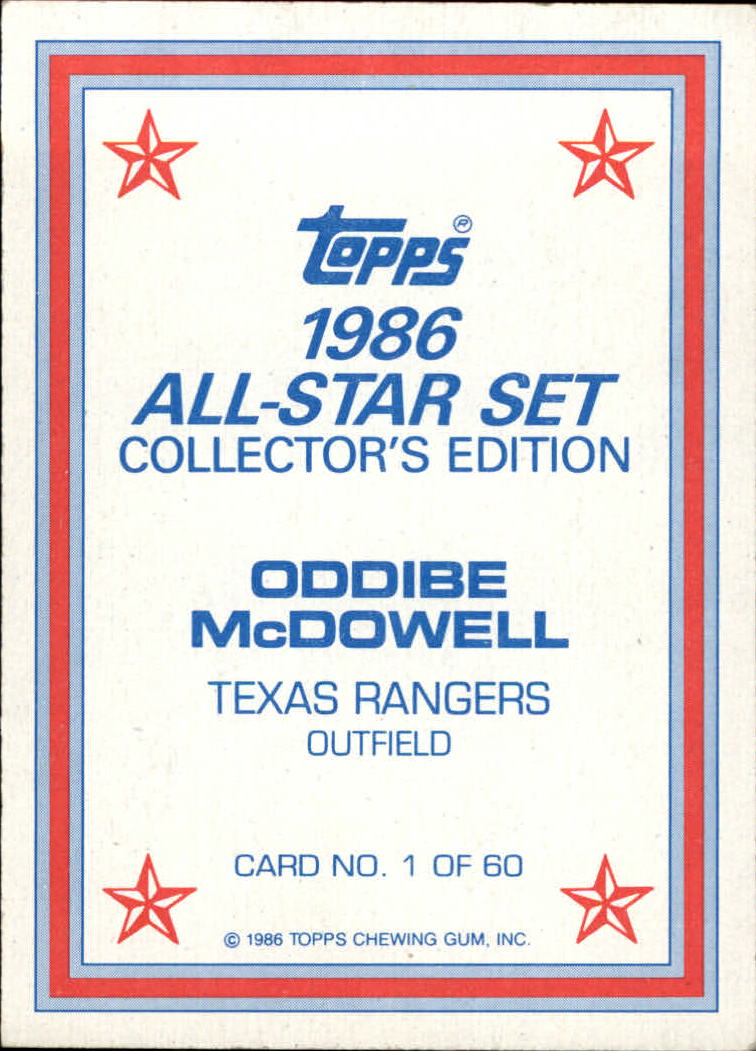 Topps®
1986
ALL-STAR SET
COLLECTOR'S EDITION
ODDIBE
McDOWELL
TEXAS RANGERS
OUTFIELD
CARD NO. 1 OF 60
© 1986 TOPPS CHEWING GUM, INC.